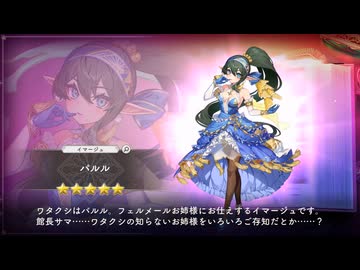 イマージュ
バルル
ワタクシはバルル。フェルメールお姉様にお仕えするイマージュです。
館長サマ……ワタクシの知らないお姉様をいろいろご存知だとか……?